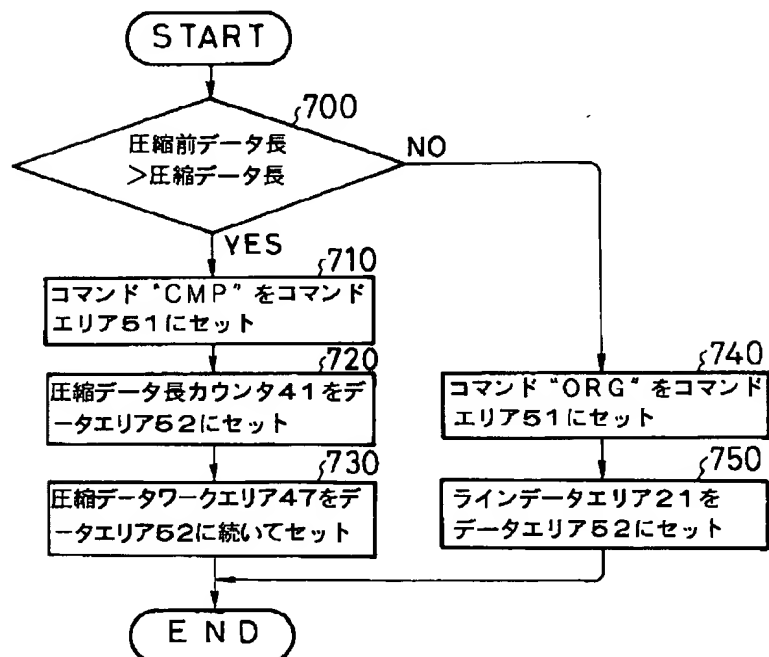 START
700
圧縮前データ長
>圧縮データ長
NO
YES
710
コマンド"CMP"をコマンド
エリア51にセット
720
圧縮データ長カウンタ41をデ
ータエリア52にセット
730
圧縮データワークエリア47をデ
ータエリア52に続いてセット
740
コマンド"ORG"をコマンド
エリア51にセット
750
ラインデータエリア21を
データエリア52にセット
END